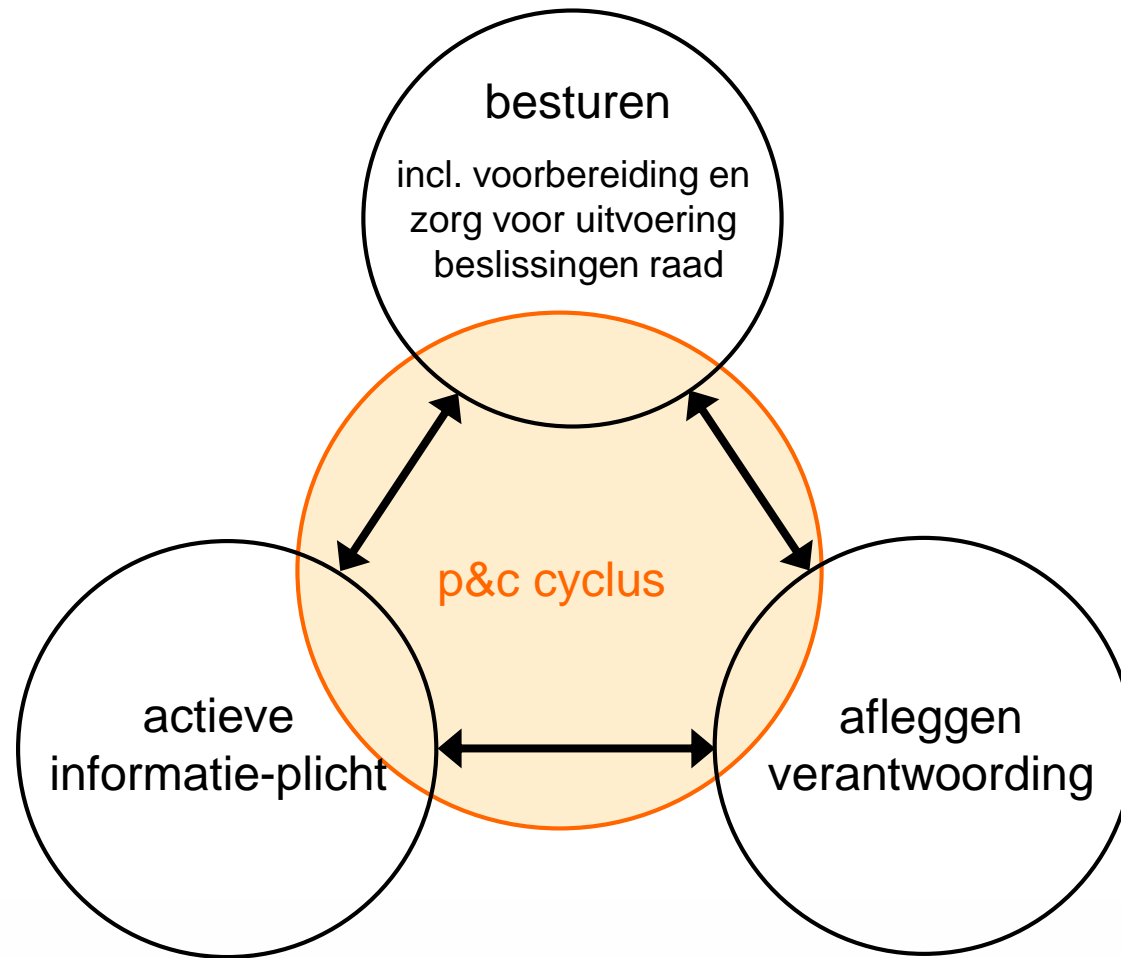 besturen
incl. voorbereiding en
zorg voor uitvoering
beslissingen raad
p&c cyclus
actieve
informatie-plicht
afleggen
verantwoording